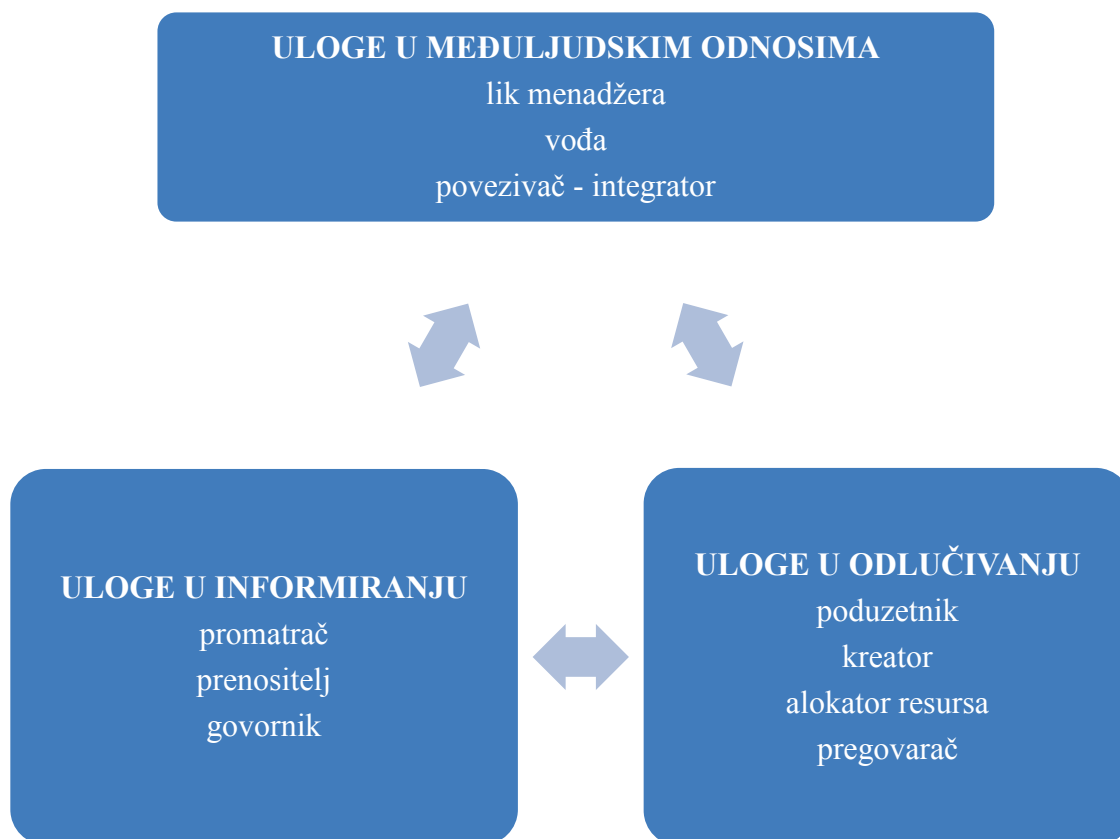 ULOGE U MEĐULJUDSKIM ODNOSIMA
lik menadžera
vođa
povezivač - integrator
ULOGE U INFORMIRANJU
promatrač
prenositelj
govornik
ULOGE U ODLUČIVANJU
poduzetnik
kreator
alokator resursa
pregovarač